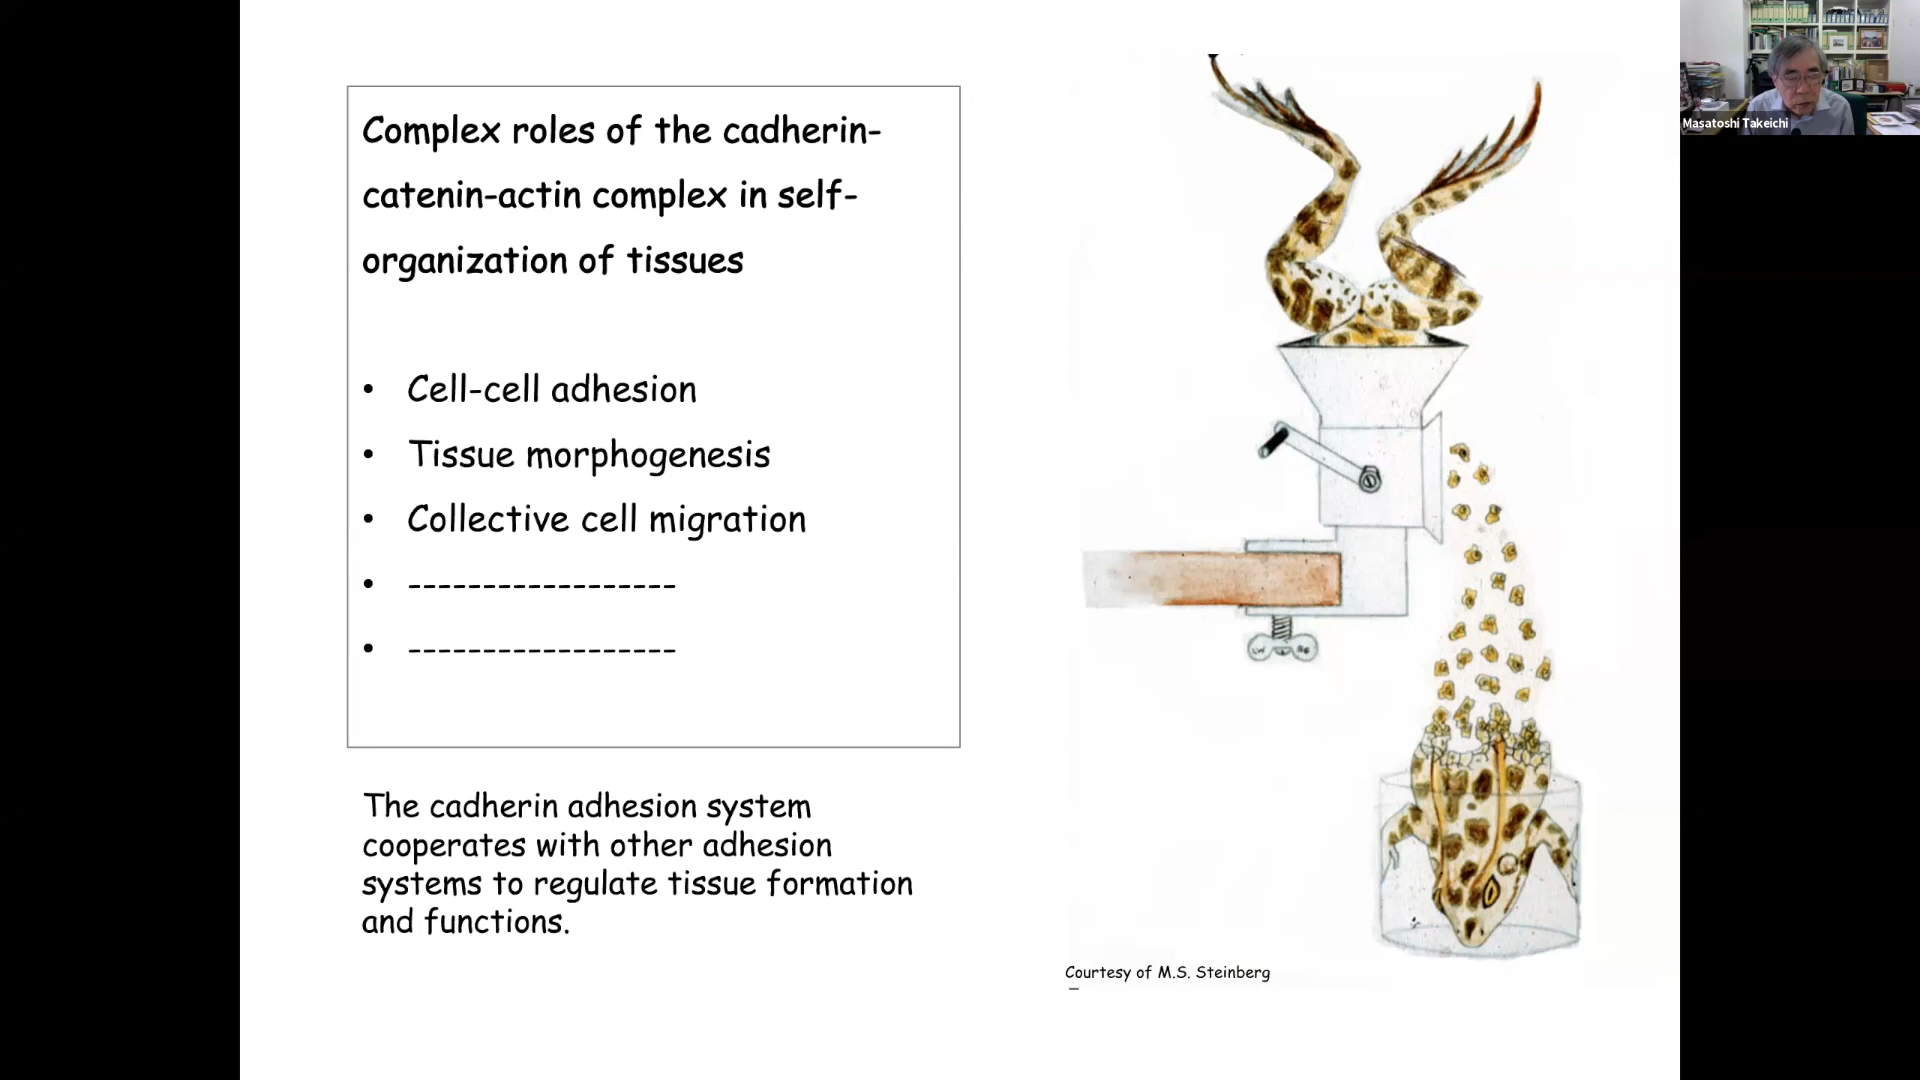 Complex roles of the cadherin-
catenin-actin complex in self-
organization of tissues
• Cell-cell adhesion
• Tissue morphogenesis
• Collective cell migration
• ------------------
• ------------------
The cadherin adhesion system
cooperates with other adhesion
systems to regulate tissue formation
and functions.
Courtesy of M.S. Steinberg
Masatoshi Takeichi